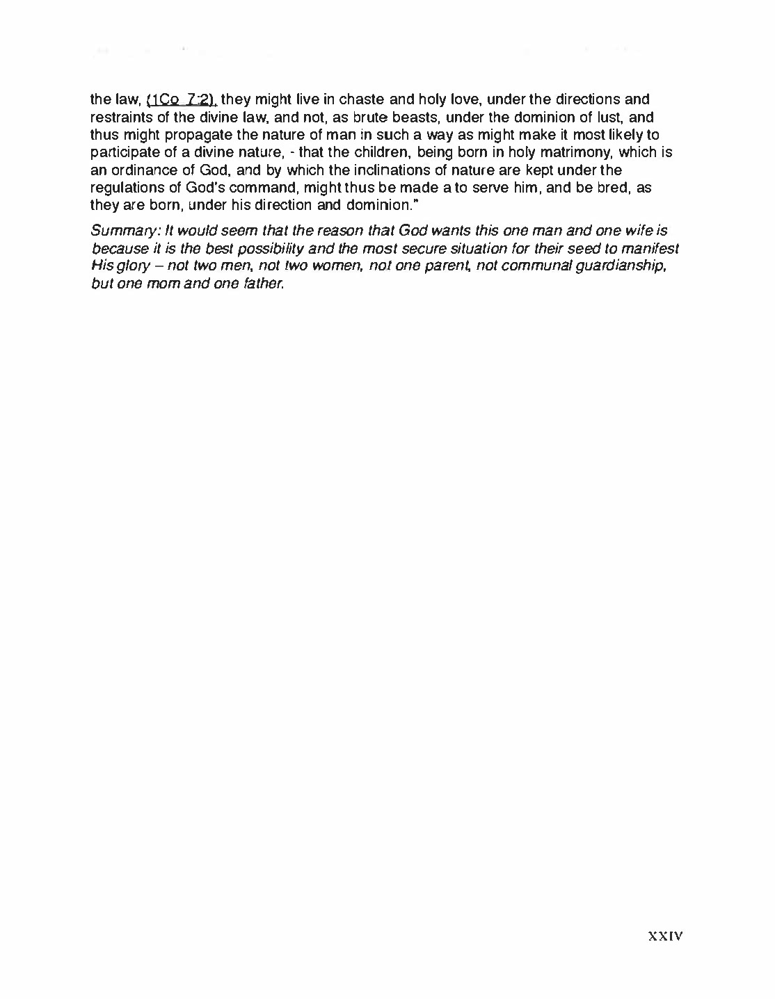 the law, (1Co 7:2), they might live in chaste and holy love, under the directions and
restraints of the divine law, and not, as brute beasts, under the dominion of lust, and
thus might propagate the nature of man in such a way as might make it most likely to
participate of a divine nature, - that the children, being born in holy matrimony, which is
an ordinance of God, and by which the inclinations of nature are kept under the
regulations of God's command, might thus be made a to serve him, and be bred, as
they are born, under his direction and dominion."
Summary: It would seem that the reason that God wants this one man and one wife is
because it is the best possibility and the most secure situation for their seed to manifest
His glory – not two men, not two women, not one parent, not communal guardianship,
but one mom and one father.
XXIV